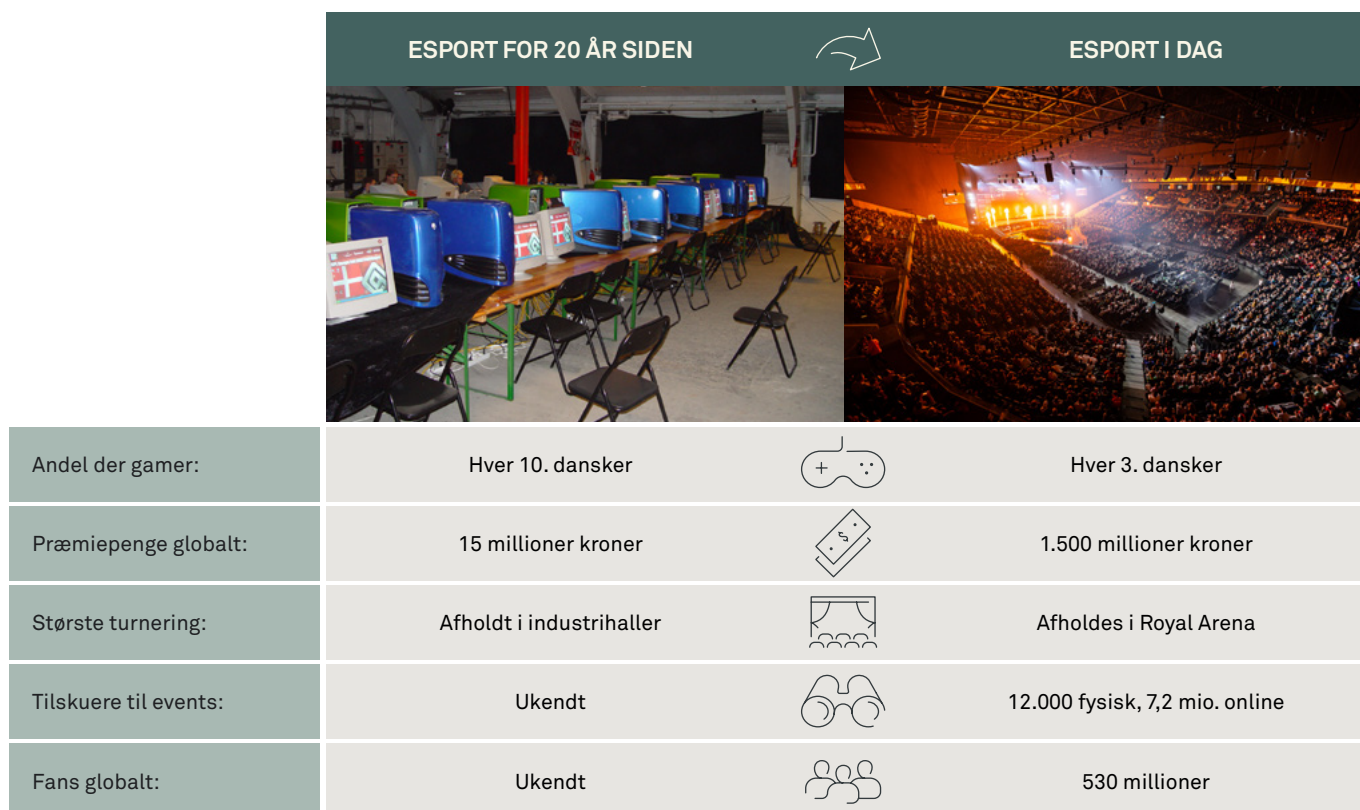 ESPORT FOR 20 ÅR SIDEN
ESPORT I DAG
Andel der gamer:
Hver 10. dansker
Hver 3. dansker
Præmiepenge globalt:
15 millioner kroner
$
1.500 millioner kroner
Største turnering:
Afholdt i industrihaller
Afholdes i Royal Arena
Tilskuere til events:
Ukendt
12.000 fysisk, 7,2 mio. online
Fans globalt:
Ukendt
530 millioner